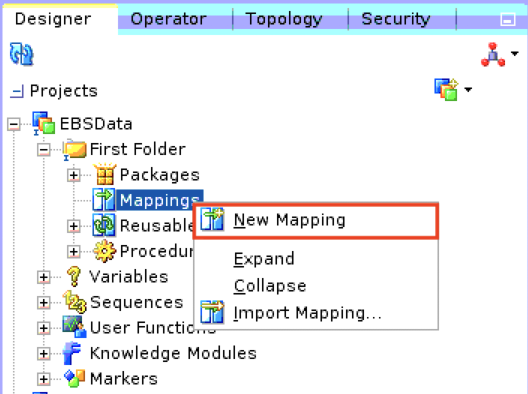 Designer Operator Topology Security
Projects
EBSData
First Folder
Packages
Mappings
New Mapping
Reusable
Expand
Procedur
Variables
Collapse
Sequences
Import Mapping...
User Functions
Knowledge Modules
Markers